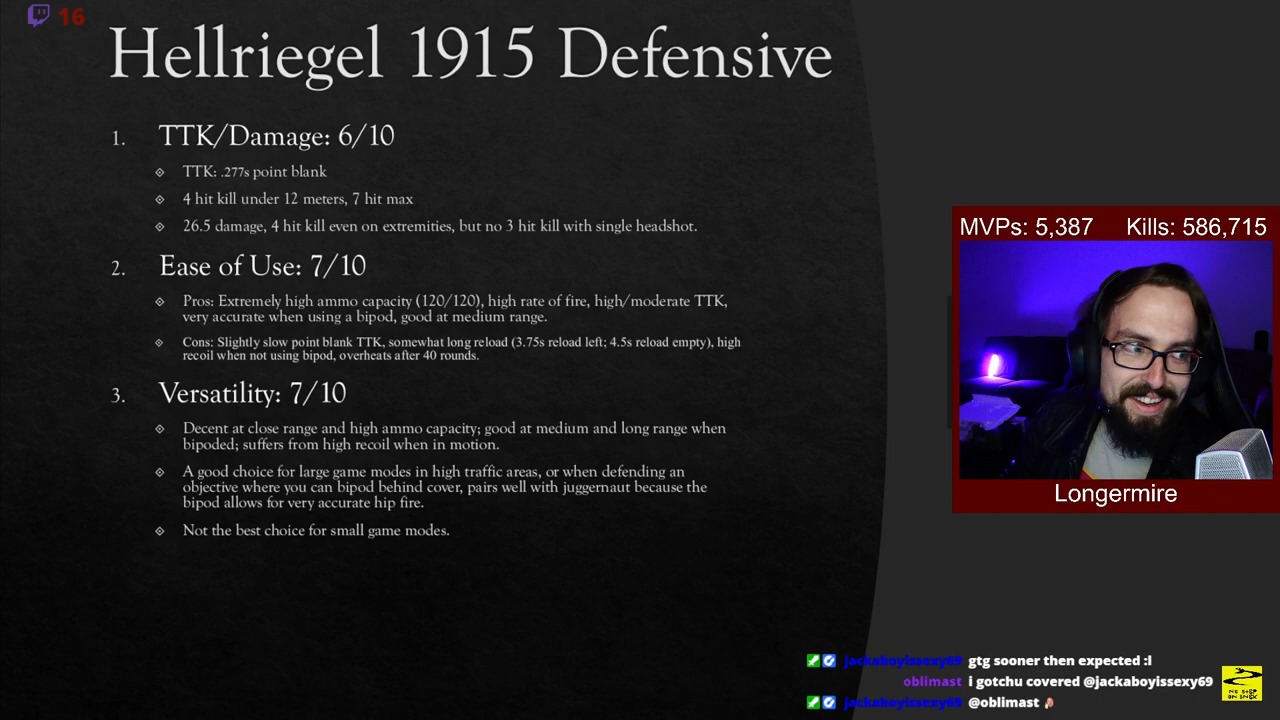 16
Hellriegel 1915 Defensive
1. TTK/Damage: 6/10
TTK: .277s point blank
4 hit kill under 12 meters, 7 hit max
26.5 damage, 4 hit kill even on extremities, but no 3 hit kill with single headshot.
2. Ease of Use: 7/10
Pros: Extremely high ammo capacity (120/120), high rate of fire, high/moderate TTK,
very accurate when using a bipod, good at medium range.
Cons: Slightly slow point blank TTK, somewhat long reload (3.75s reload left; 4.5s reload empty), high
recoil when not using bipod, overheats after 40 rounds.
3. Versatility: 7/10
Decent at close range and high ammo capacity; good at medium and long range when
bipoded; suffers from high recoil when in motion.
A good choice for large game modes in high traffic areas, or when defending an
objective where you can bipod behind cover, pairs well with juggernaut because the
bipod allows for very accurate hip fire.
Not the best choice for small game modes.
MVPs: 5,387 Kills: 586,715
Longermire
jackaboyissexy69 gtg sooner then expected :l
oblimast i gotchu covered @jackaboyissexy69
jackaboyissexy69 @oblimast
NO STEP
ON SNEK